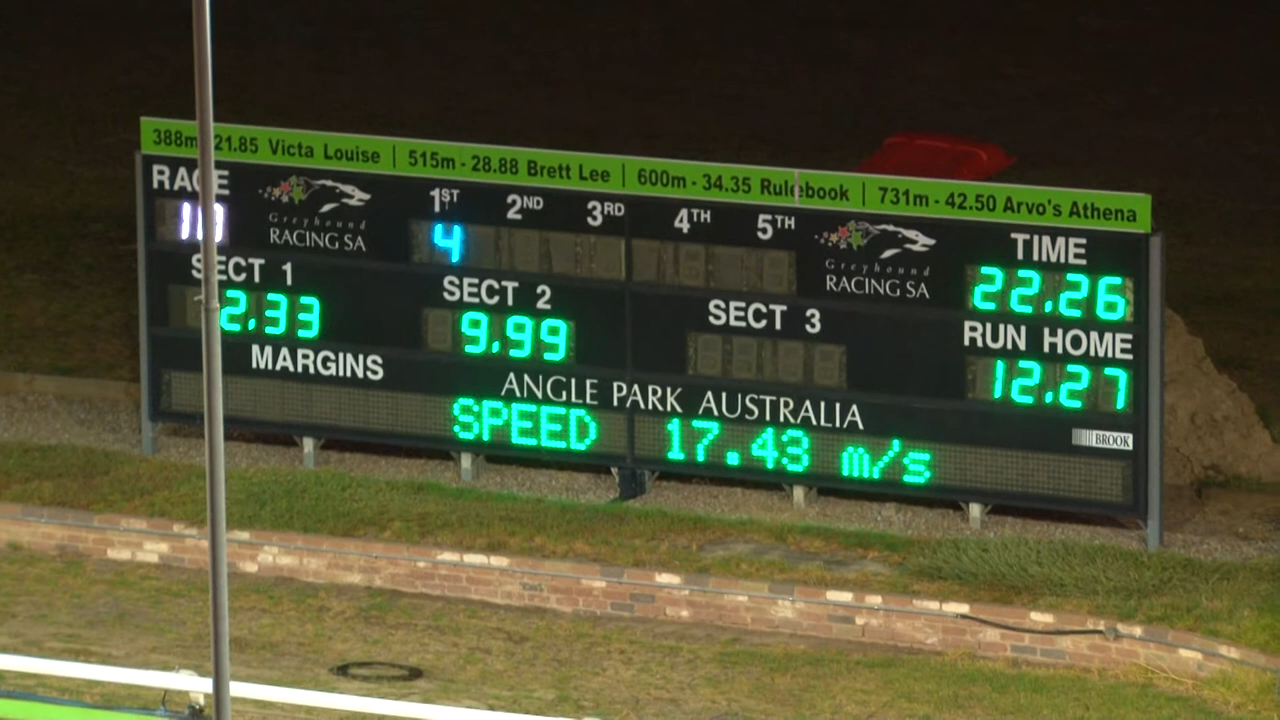 388m 21.85 Victa Louise | 515m - 28.88 Brett Lee | 600m - 34.35 Rulebook | 731m - 42.50 Arvo's Athena
RACE 1ST 2ND 3RD 4TH 5TH TIME
4 22.26
Greyhound RACING SA
Greyhound RACING SA
SECT 1 SECT 2 SECT 3 RUN HOME
2.33 9.99 12.27
MARGINS ANGLE PARK AUSTRALIA
BROOK
SPEED 17.43 m/s